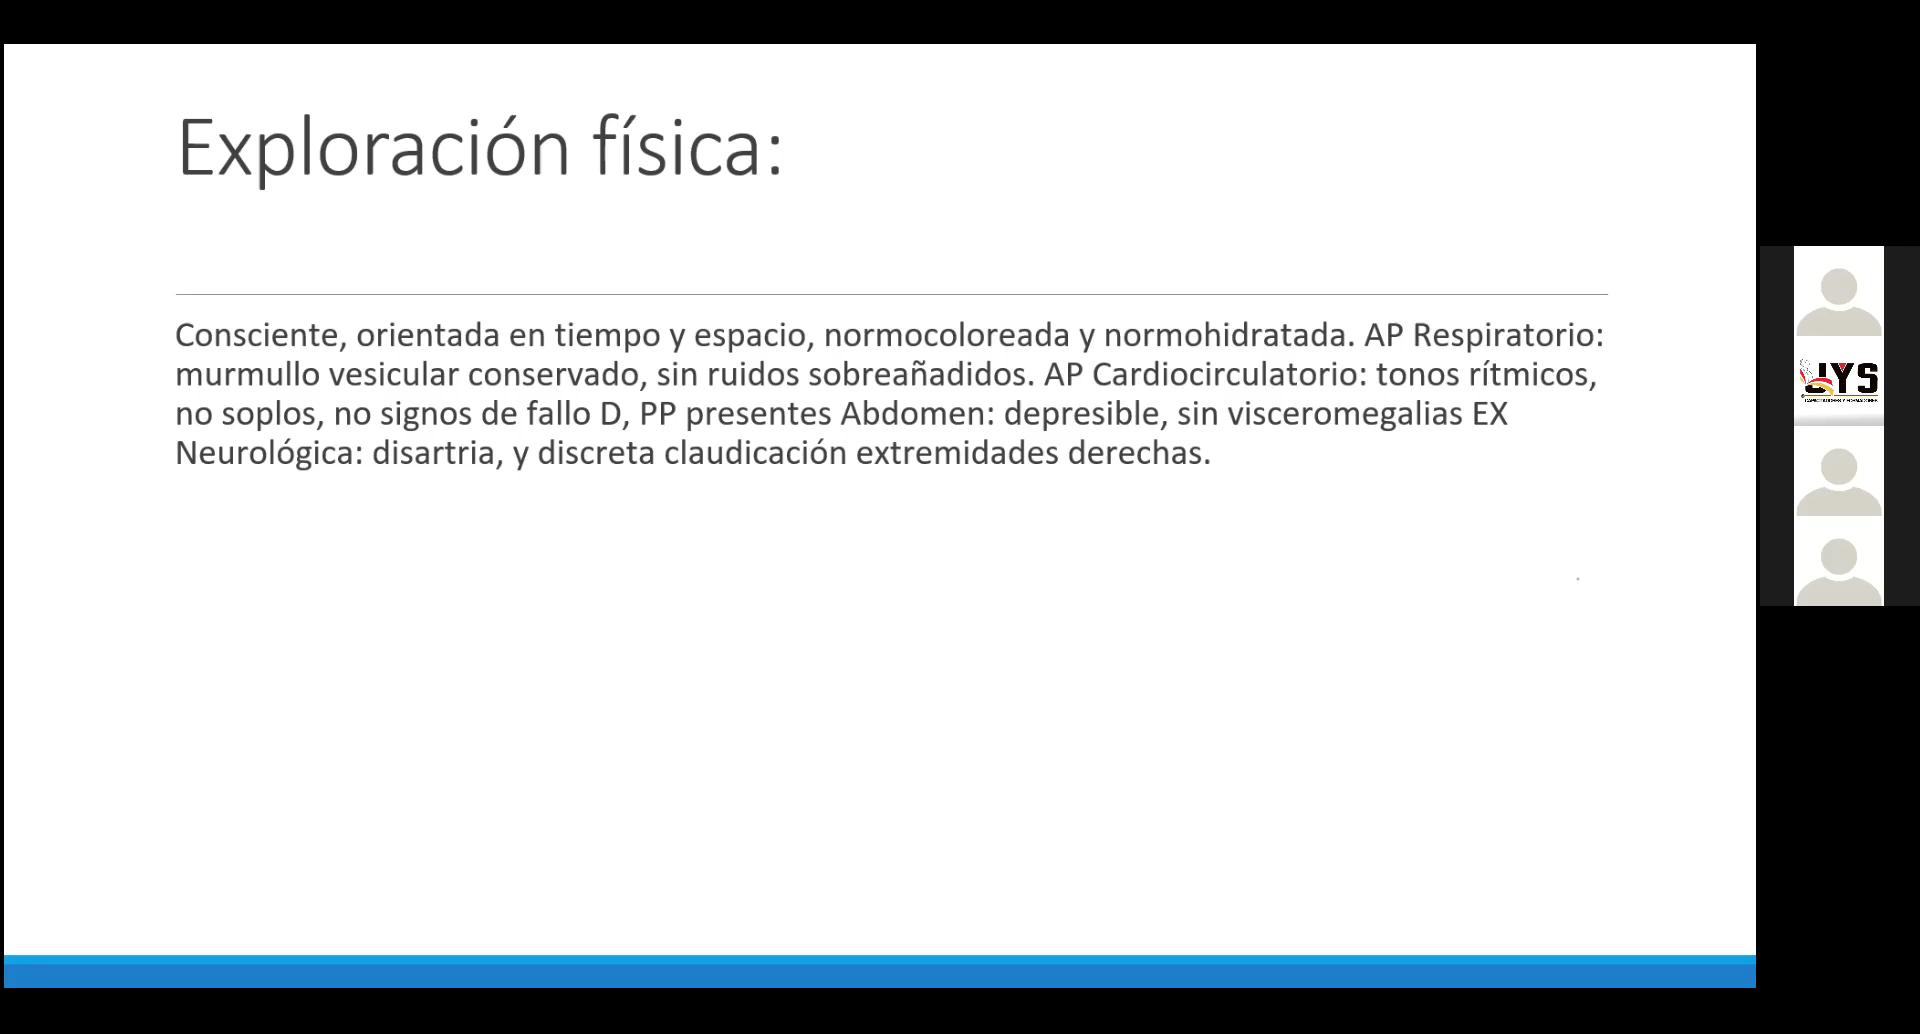 Exploración física:
Consciente, orientada en tiempo y espacio, normocoloreada y normohidratada. AP Respiratorio:
murmullo vesicular conservado, sin ruidos sobreañadidos. AP Cardiocirculatorio: tonos rítmicos,
no soplos, no signos de fallo D, PP presentes Abdomen: depresible, sin visceromegalias EX
Neurológica: disartria, y discreta claudicación extremidades derechas.
JYS